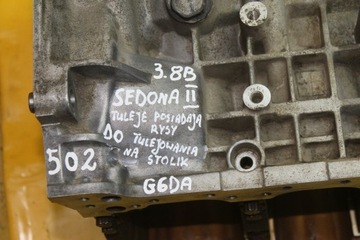 3.8B
SEDONA II
TULEJE POSIADAJĄ
RYSY
DO TULEJOWANIA
NA STOLIK
502
G6DA